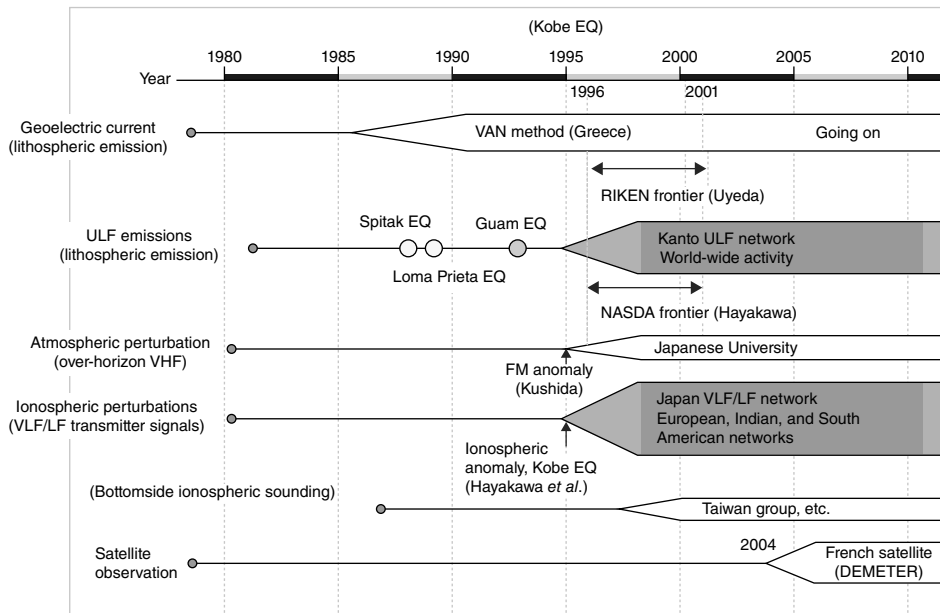 (Kobe EQ)
1980 1985 1990 1995 2000 2005 2010
Year
1996 2001
Geoelectric current
(lithospheric emission)
VAN method (Greece) Going on
RIKEN frontier (Uyeda)
Spitak EQ Guam EQ
ULF emissions
(lithospheric emission)
Kanto ULF network
World-wide activity
Loma Prieta EQ
NASDA frontier (Hayakawa)
Atmospheric perturbation
(over-horizon VHF)
Japanese University
FM anomaly
(Kushida)
Ionospheric perturbations
(VLF/LF transmitter signals)
Japan VLF/LF network
European, Indian, and South
American networks
Ionospheric
anomaly, Kobe EQ
(Hayakawa et al.)
(Bottomside ionospheric sounding)
Taiwan group, etc.
2004
Satellite
observation
French satellite
(DEMETER)